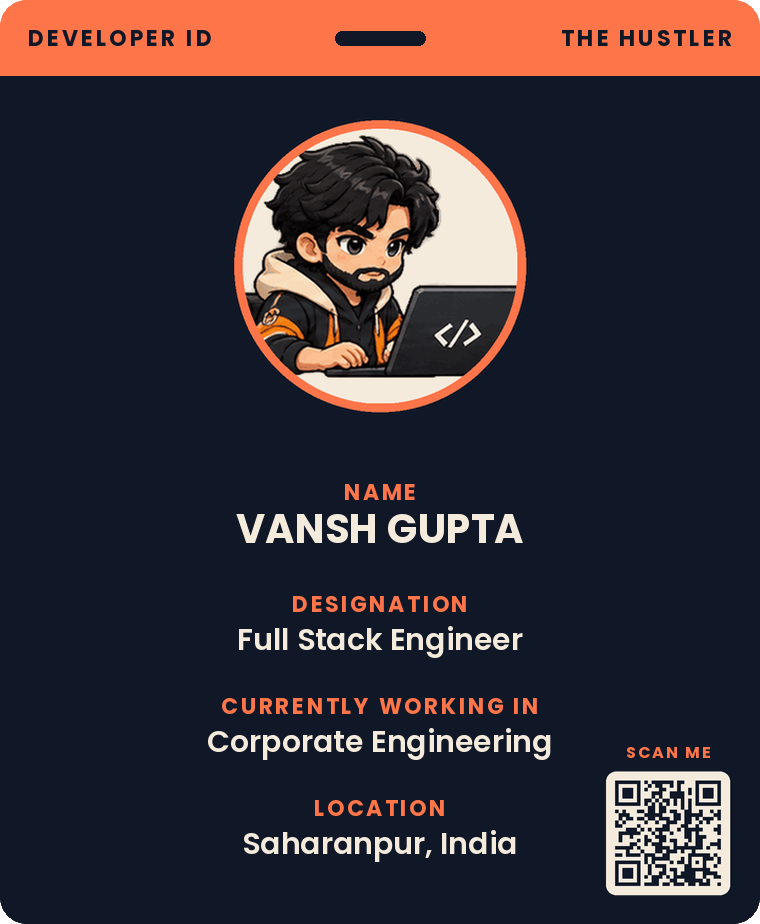 DEVELOPER ID
THE HUSTLER
</>
NAME
VANSH GUPTA
DESIGNATION
Full Stack Engineer
CURRENTLY WORKING IN
Corporate Engineering
SCAN ME
LOCATION
Saharanpur, India